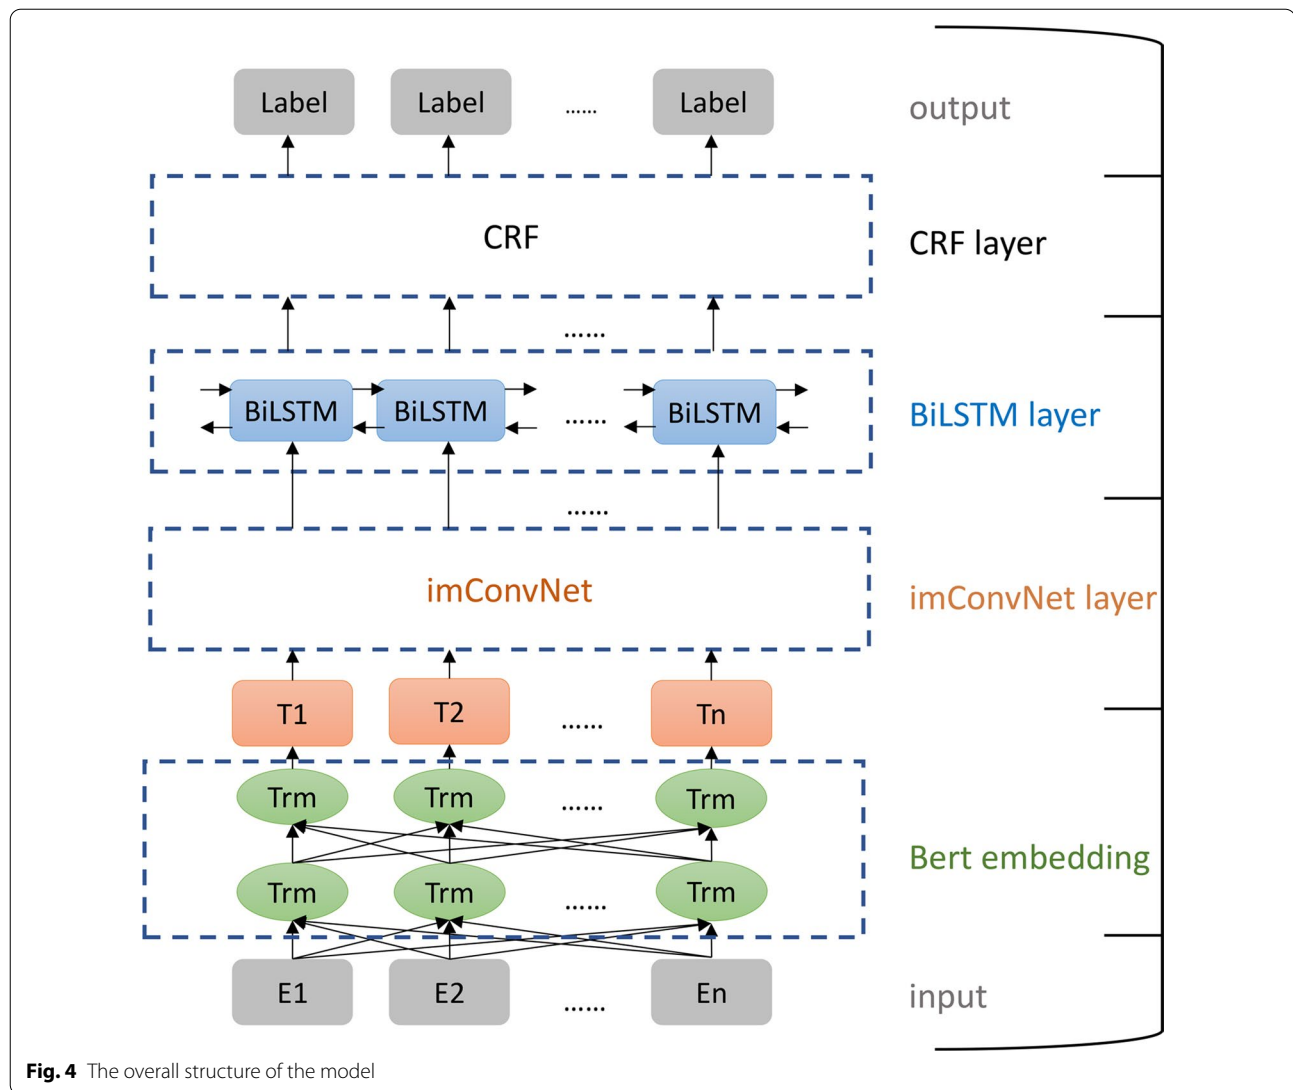 Label Label ...... Label output
CRF CRF layer
......
BiLSTM BiLSTM ...... BiLSTM BiLSTM layer
......
imConvNet imConvNet layer
T1 T2 ...... Tn
Trm Trm ...... Trm
Bert embedding
Trm Trm ...... Trm
E1 E2 ...... En input
Fig. 4 The overall structure of the model